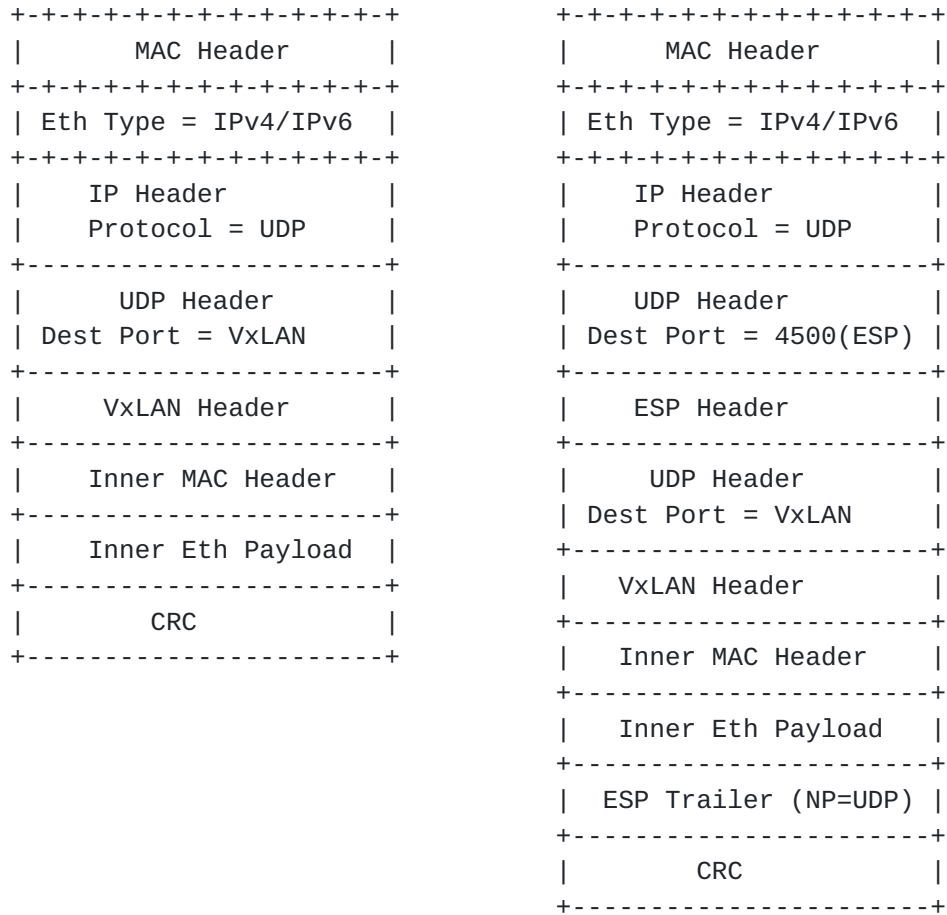 +-+-+-+-+-+-+-+-+-+-+-+-+          +-+-+-+-+-+-+-+-+-+-+-+-+
|       MAC Header      |          |      MAC Header       |
+-+-+-+-+-+-+-+-+-+-+-+-+          +-+-+-+-+-+-+-+-+-+-+-+-+
| Eth Type = IPv4/IPv6  |          | Eth Type = IPv4/IPv6  |
+-+-+-+-+-+-+-+-+-+-+-+-+          +-+-+-+-+-+-+-+-+-+-+-+-+
|    IP Header          |          |    IP Header          |
|    Protocol = UDP     |          |    Protocol = UDP     |
+-----------------------+          +-----------------------+
|      UDP Header       |          |    UDP Header         |
| Dest Port = VxLAN     |          | Dest Port = 4500(ESP) |
+-----------------------+          +-----------------------+
|     VxLAN Header      |          |    ESP Header         |
+-----------------------+          +-----------------------+
|    Inner MAC Header   |          |     UDP Header        |
+-----------------------+          | Dest Port = VxLAN     |
|    Inner Eth Payload  |          +-----------------------+
+-----------------------+          |   VxLAN Header        |
|        CRC            |          +-----------------------+
+-----------------------+          |   Inner MAC Header    |
                                   +-----------------------+
                                   |   Inner Eth Payload   |
                                   +-----------------------+
                                   |  ESP Trailer (NP=UDP) |
                                   +-----------------------+
                                   |        CRC            |
                                   +-----------------------+